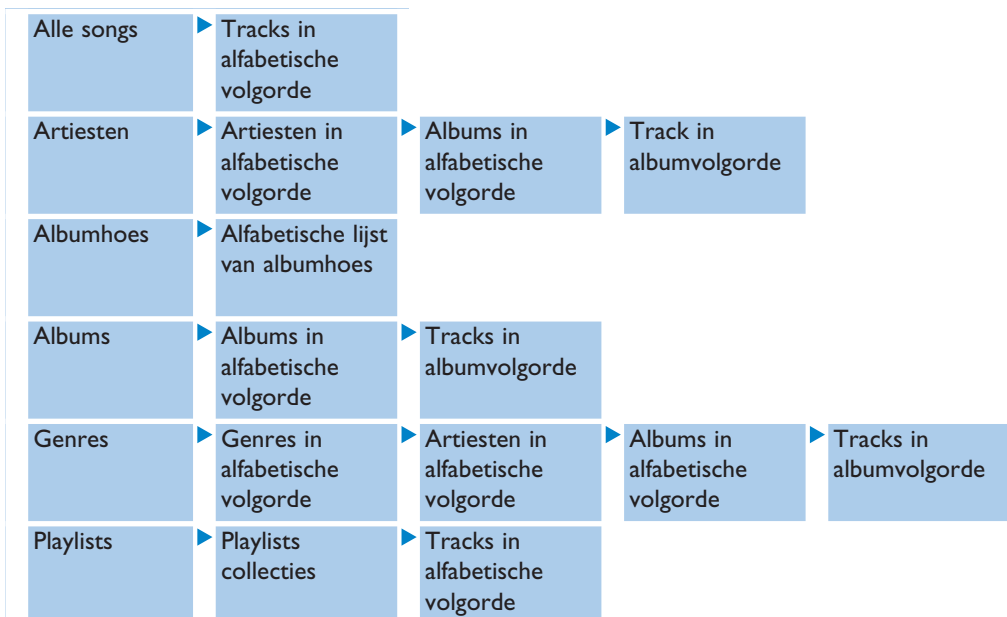 Alle songs
Tracks in
alfabetische
volgorde
Artiesten
Artiesten in
alfabetische
volgorde
Albums in
alfabetische
volgorde
Track in
albumvolgorde
Albumhoes
Alfabetische lijst
van albumhoes
Albums
Albums in
alfabetische
volgorde
Tracks in
albumvolgorde
Genres
Genres in
alfabetische
volgorde
Artiesten in
alfabetische
volgorde
Albums in
alfabetische
volgorde
Tracks in
albumvolgorde
Playlists
Playlists
collecties
Tracks in
alfabetische
volgorde